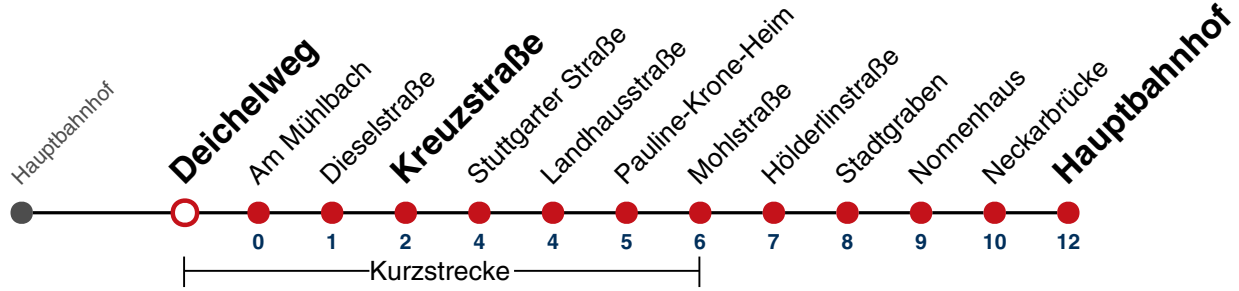 Hauptbahnhof
Deichelweg
Am Mühlbach
Dieselstraße
Kreuzstraße
Stuttgarter Straße
Landhausstraße
Pauline-Krone-Heim
Mohlstraße
Hölderlinstraße
Stadtgraben
Nonnenhaus
Neckarbrücke
Hauptbahnhof
0 1 2 4 4 5 6 7 8 9 10 12
Kurzstrecke